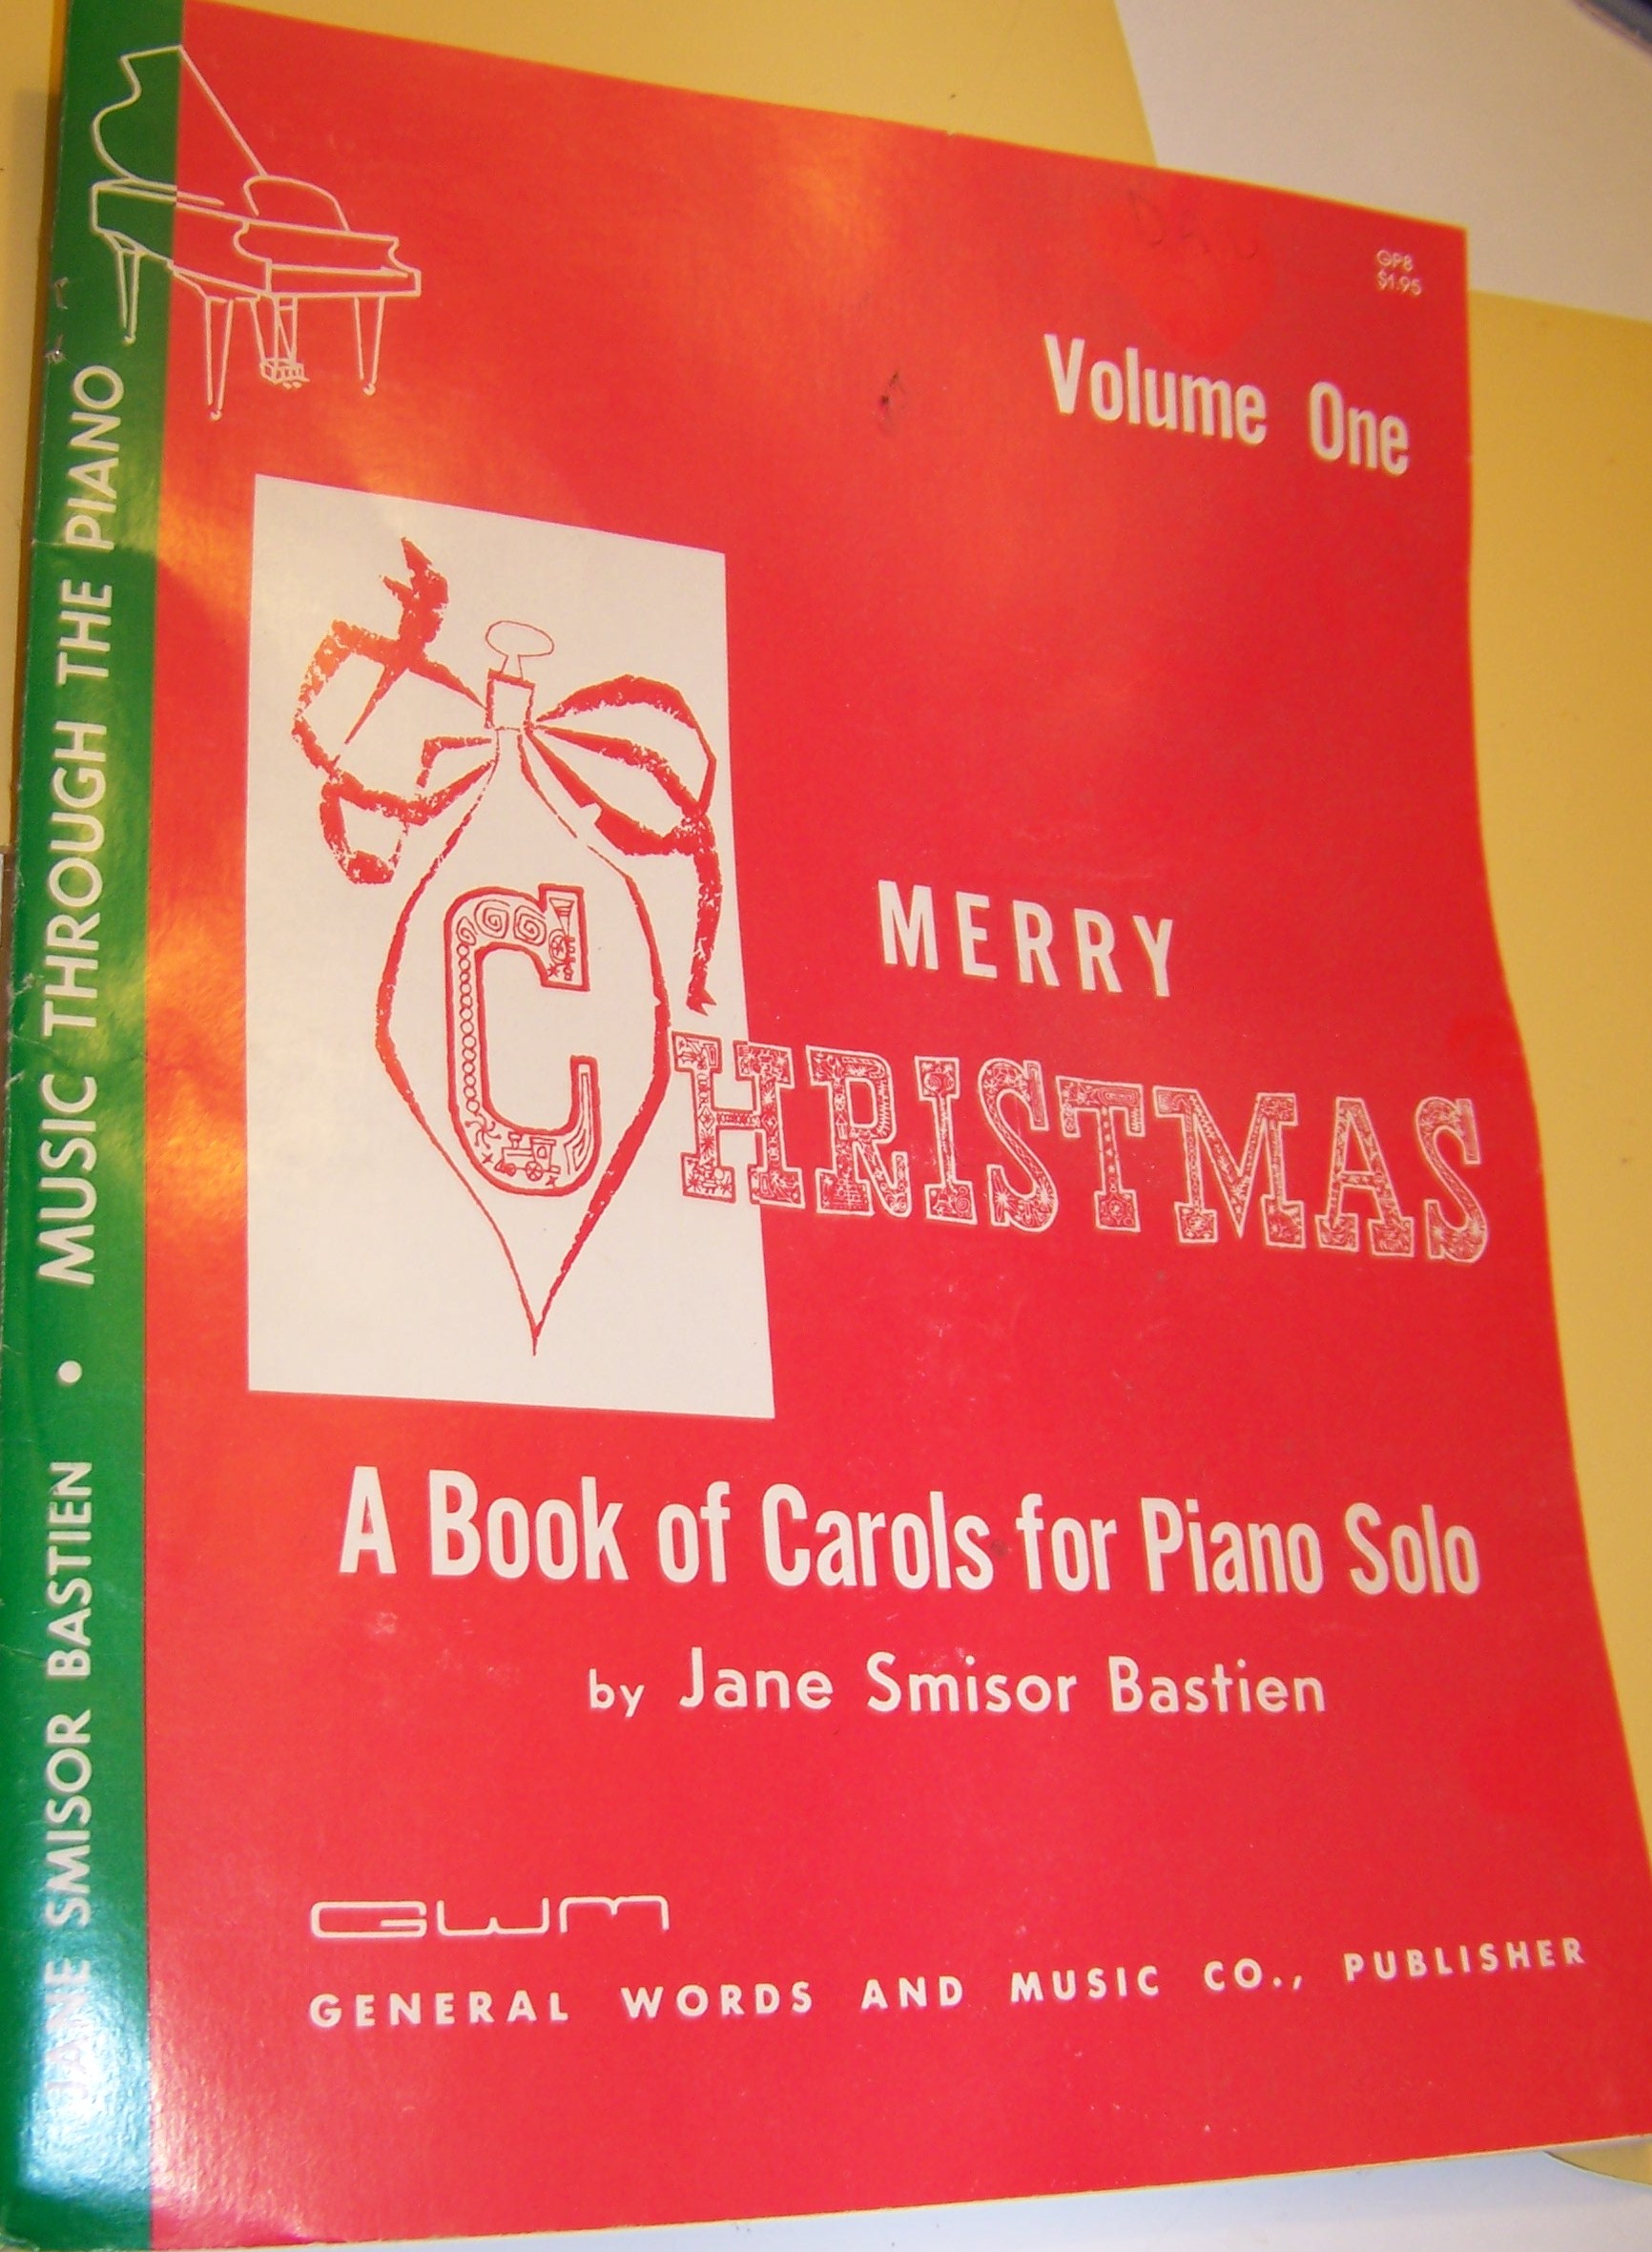 GP8
$1.95
Volume One
MERRY
CHRISTMAS
A Book of Carols for Piano Solo
by Jane Smisor Bastien
GWM
GENERAL WORDS AND MUSIC CO., PUBLISHER
JANE SMISOR BASTIEN • MUSIC THROUGH THE PIANO